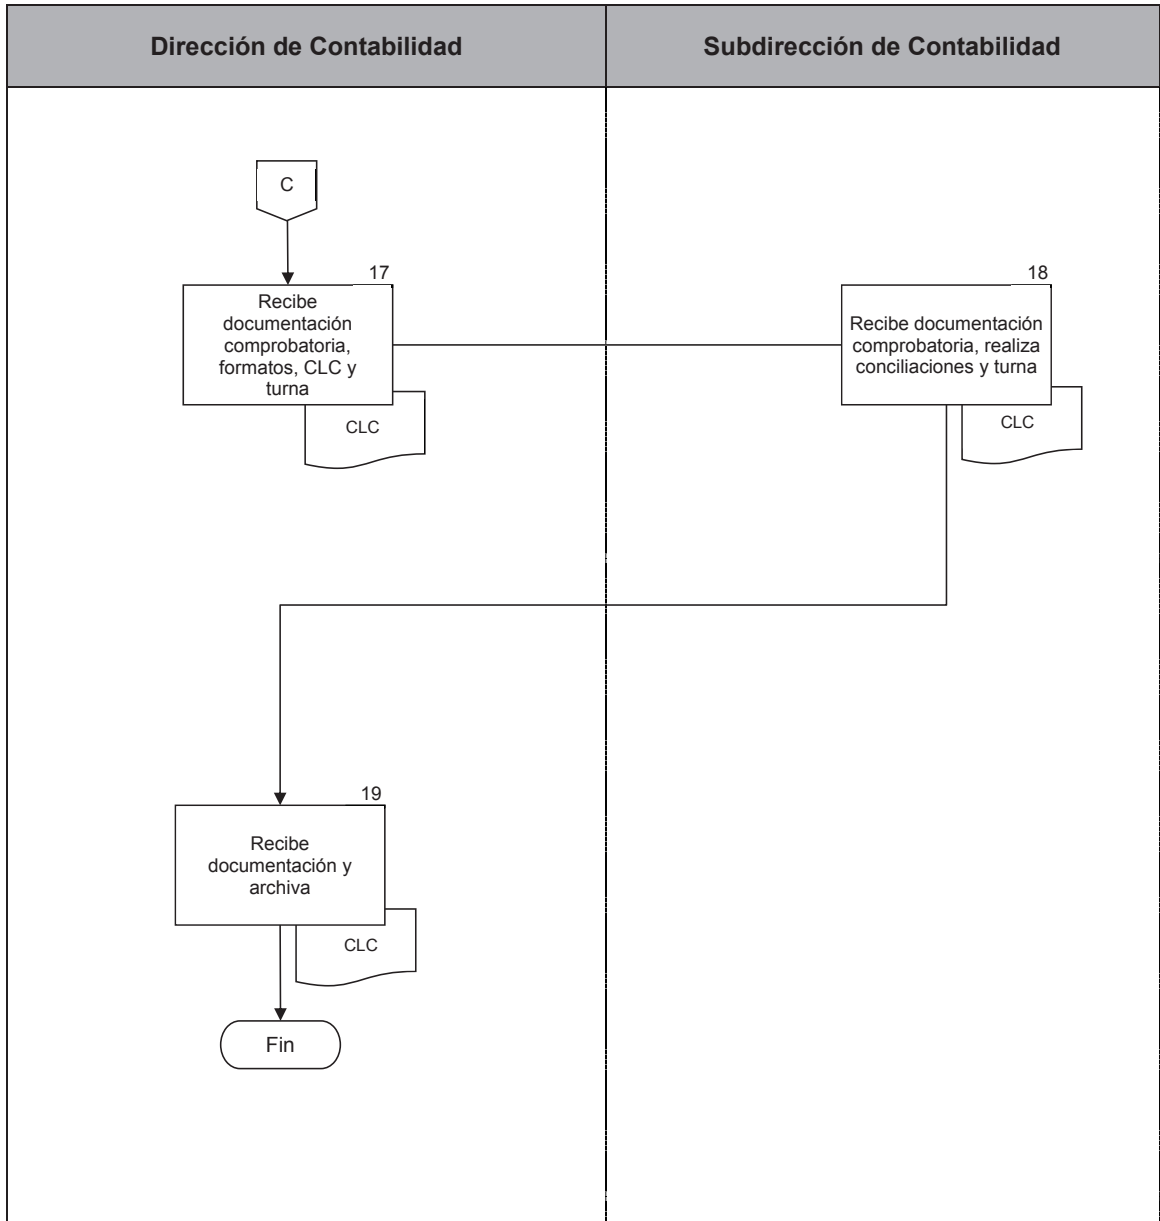 Dirección de Contabilidad
Subdirección de Contabilidad
C
17
Recibe
documentación
comprobatoria,
formatos, CLC y
turna
CLC
18
Recibe documentación
comprobatoria, realiza
conciliaciones y turna
CLC
19
Recibe
documentación y
archiva
CLC
Fin